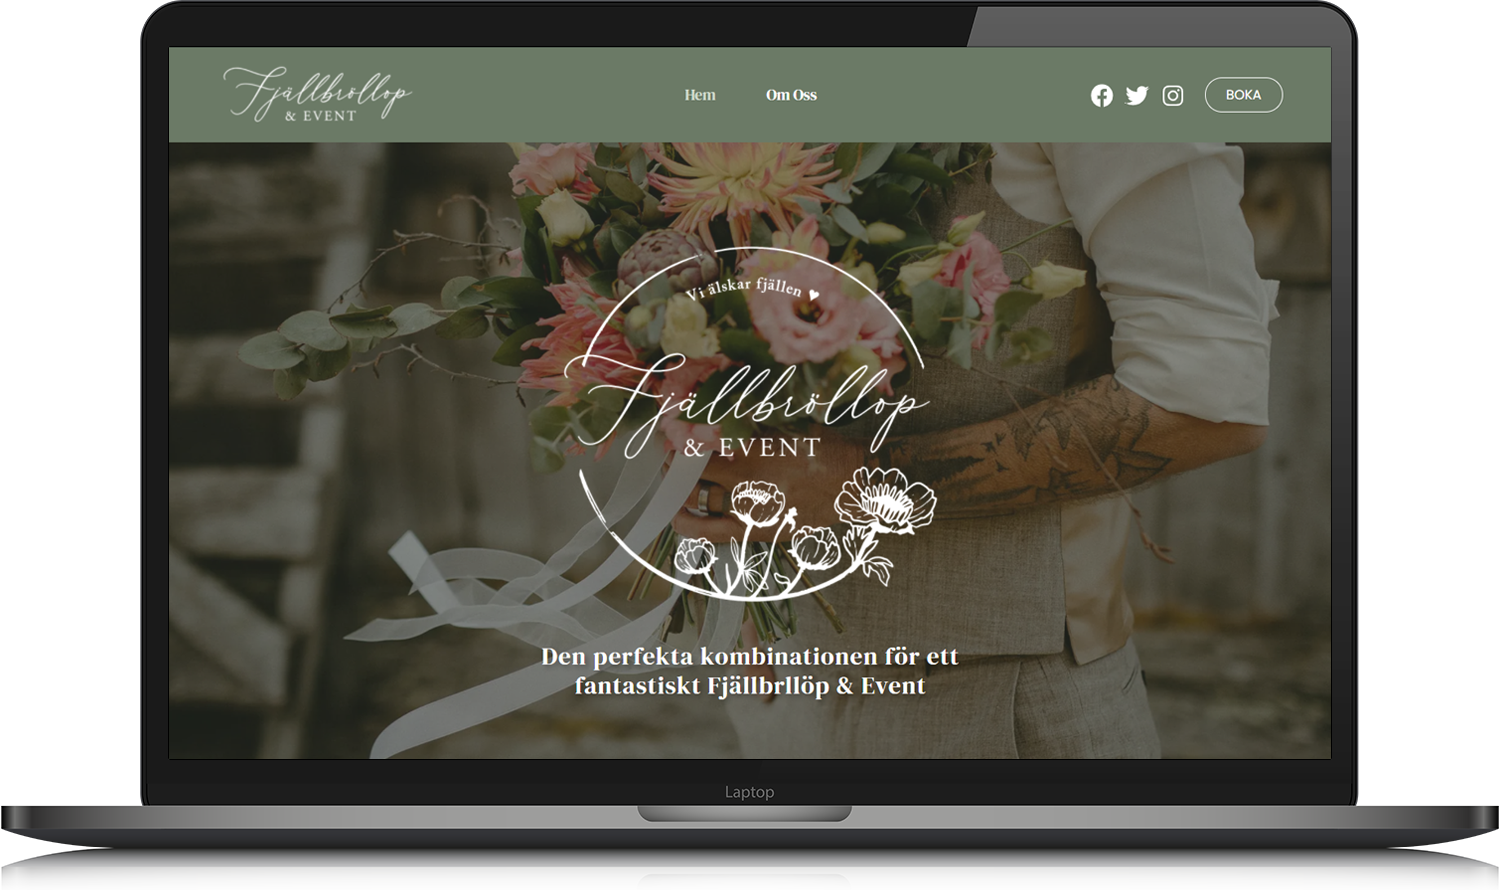 Fjällbröllop
& EVENT
Hem
Om Oss
BOKA
Vi älskar fjällen
Fjällbröllop
& EVENT
Den perfekta kombinationen för ett
fantastiskt Fjällbrllöp & Event
Laptop